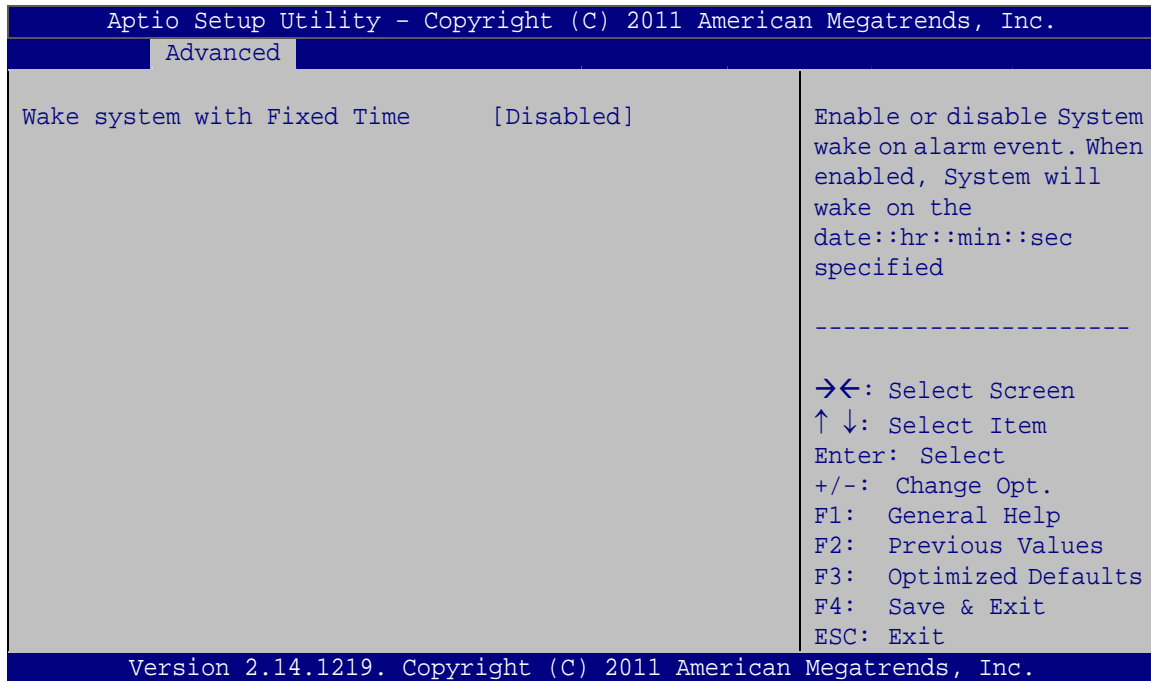 Aptio Setup Utility – Copyright (C) 2011 American Megatrends, Inc.
Advanced
Wake system with Fixed Time [Disabled]
Enable or disable System
wake on alarm event. When
enabled, System will
wake on the
date::hr::min::sec
specified
----------------------
→←: Select Screen
↑ ↓: Select Item
Enter: Select
+/-: Change Opt.
F1: General Help
F2: Previous Values
F3: Optimized Defaults
F4: Save & Exit
ESC: Exit
Version 2.14.1219. Copyright (C) 2011 American Megatrends, Inc.